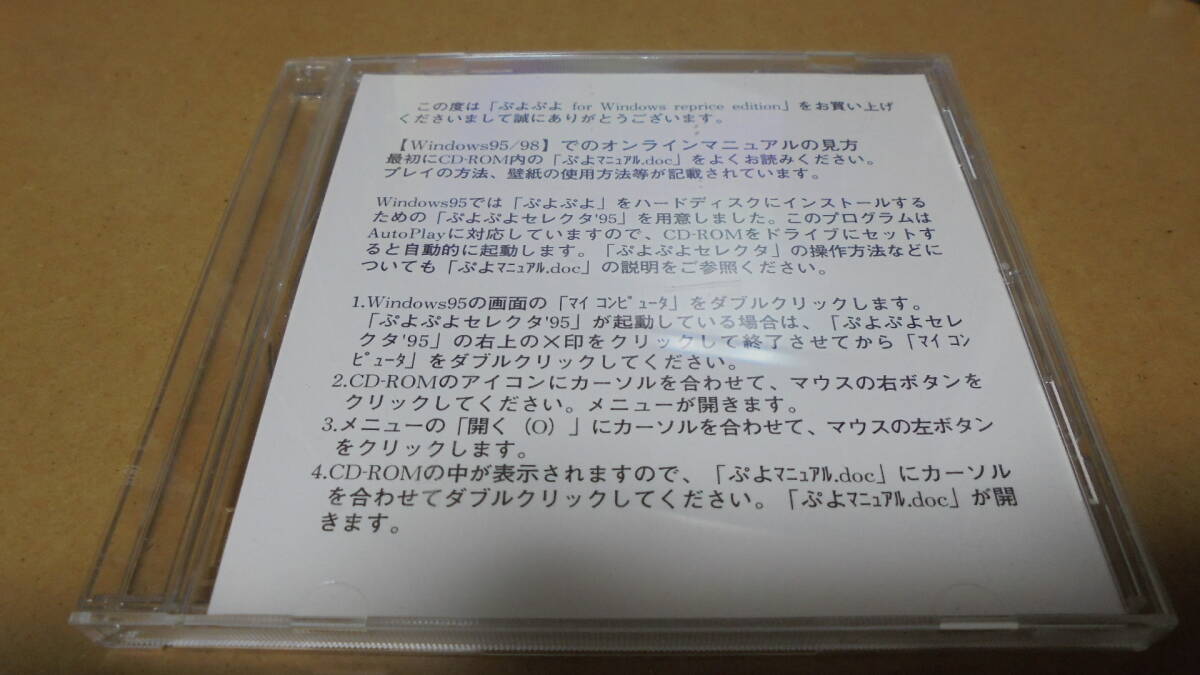 この度は「ぷよぷよ for Windows reprice edition」をお買い上げ
くださいまして誠にありがとうございます。
【Windows95/98】でのオンラインマニュアルの見方
最初にCD-ROM内の「ぷよﾏﾆｭｱﾙ.doc」をよくお読みください。
プレイの方法、壁紙の使用方法等が記載されています。
Windows95では「ぷよぷよ」をハードディスクにインストールする
ための「ぷよぷよセレクタ'95」を用意しました。このプログラムは
AutoPlayに対応していますので、CD-ROMをドライブにセットす
ると自動的に起動します。「ぷよぷよセレクタ」の操作方法などに
ついても「ぷよﾏﾆｭｱﾙ.doc」の説明をご参照ください。
1.Windows95の画面の「ﾏｲ ｺﾝﾋﾟｭｰﾀ」をダブルクリックします。
「ぷよぷよセレクタ'95」が起動している場合は、「ぷよぷよセレ
クタ'95」の右上の×印をクリックして終了させてから「ﾏｲ ｺﾝ
ﾋﾟｭｰﾀ」をダブルクリックしてください。
2.CD-ROMのアイコンにカーソルを合わせて、マウスの右ボタンを
クリックしてください。メニューが開きます。
3.メニューの「開く（O）」にカーソルを合わせて、マウスの左ボタン
をクリックします。
4.CD-ROMの中が表示されますので、「ぷよﾏﾆｭｱﾙ.doc」にカーソル
を合わせてダブルクリックしてください。「ぷよﾏﾆｭｱﾙ.doc」が開
きます。